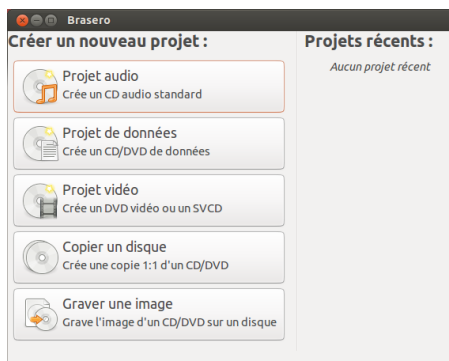 Brasero
Créer un nouveau projet :
Projet audio
Crée un CD audio standard
Projet de données
Crée un CD/DVD de données
Projet vidéo
Crée un DVD vidéo ou un SVCD
Copier un disque
Crée une copie 1:1 d'un CD/DVD
Graver une image
Grave l'image d'un CD/DVD sur un disque
Projets récents :
Aucun projet récent